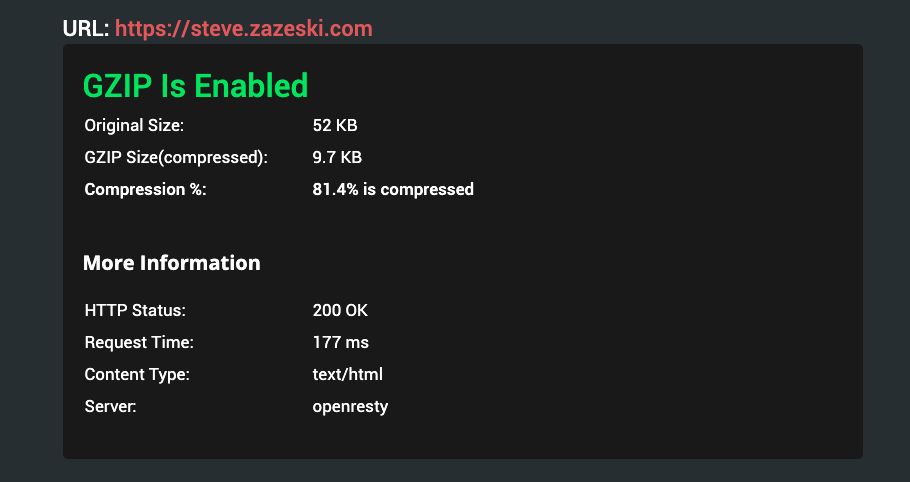 URL: https://steve.zazeski.com
GZIP Is Enabled
Original Size: 52 KB
GZIP Size(compressed): 9.7 KB
Compression %: 81.4% is compressed
More Information
HTTP Status: 200 OK
Request Time: 177 ms
Content Type: text/html
Server: openresty